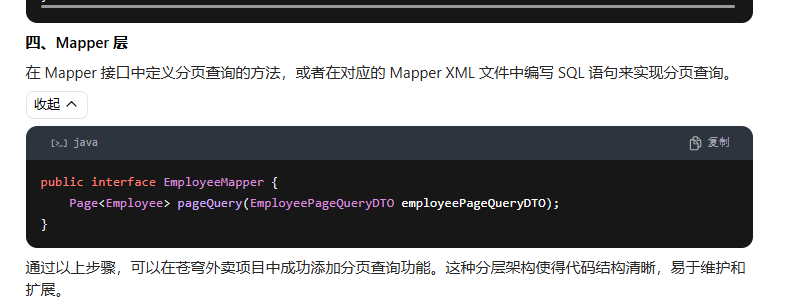 四、Mapper 层
在 Mapper 接口中定义分页查询的方法，或者在对应的 Mapper XML 文件中编写 SQL 语句来实现分页查询。
收起
[>_] java 复制
public interface EmployeeMapper {
    Page<Employee> pageQuery(EmployeePageQueryDTO employeePageQueryDTO);
}
通过以上步骤，可以在苍穹外卖项目中成功添加分页查询功能。这种分层架构使得代码结构清晰，易于维护和
扩展。